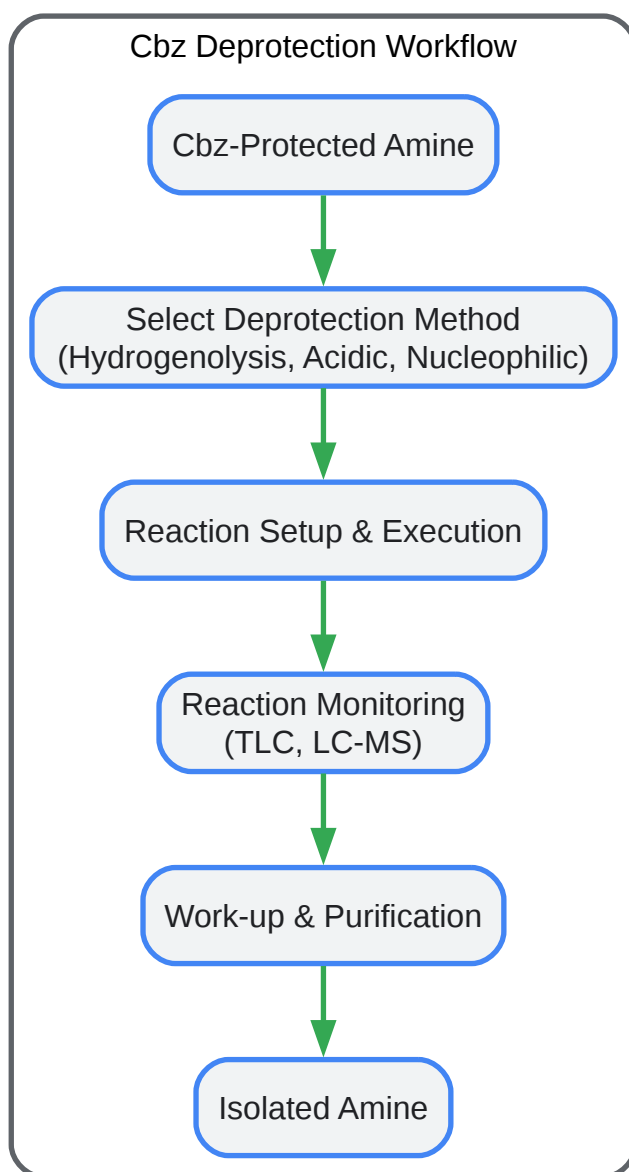 Cbz Deprotection Workflow
Cbz-Protected Amine
Select Deprotection Method
(Hydrogenolysis, Acidic, Nucleophilic)
Reaction Setup & Execution
Reaction Monitoring
(TLC, LC-MS)
Work-up & Purification
Isolated Amine